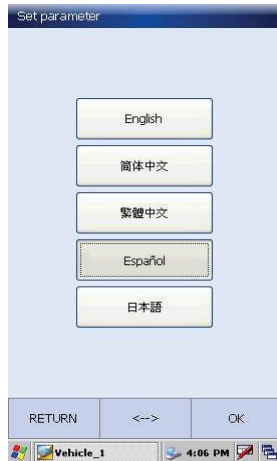 Set parameter
English
简体中文
繁體中文
Español
日本語
RETURN <--> OK
Vehicle_1 4:06 PM